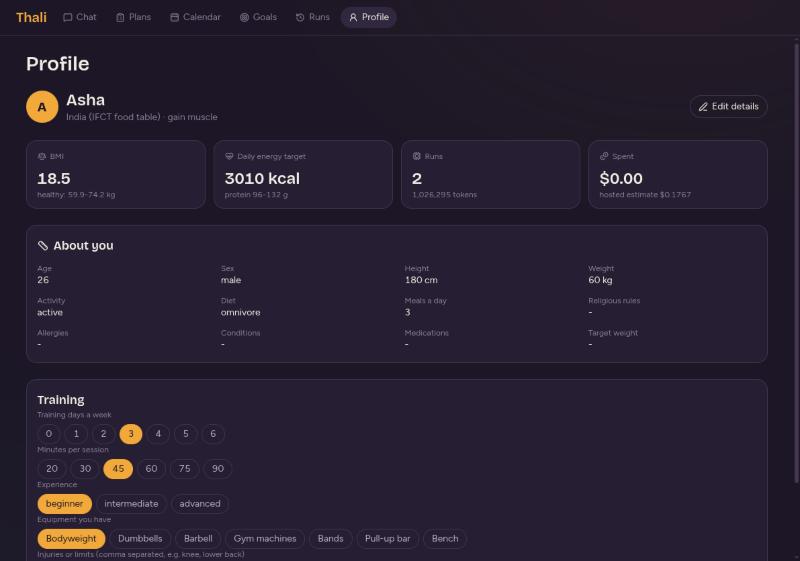 Thali Chat Plans Calendar Goals Runs Profile
Profile
A
Asha
India (IFCT food table) · gain muscle
Edit details
BMI
18.5
healthy: 59.9-74.2 kg
Daily energy target
3010 kcal
protein 96-132 g
Runs
2
1,026,295 tokens
Spent
$0.00
hosted estimate $0.1767
About you
Age Sex Height Weight
26 male 180 cm 60 kg
Activity Diet Meals a day Religious rules
active omnivore 3 -
Allergies Conditions Medications Target weight
- - - -
Training
Training days a week
0 1 2 3 4 5 6
Minutes per session
20 30 45 60 75 90
Experience
beginner intermediate advanced
Equipment you have
Bodyweight Dumbbells Barbell Gym machines Bands Pull-up bar Bench
Injuries or limits (comma separated, e.g. knee, lower back)